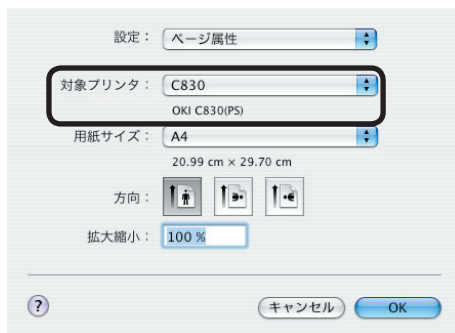 設定： ページ属性
対象プリンタ： C830
OKI C830(PS)
用紙サイズ： A4
20.99 cm × 29.70 cm
方向：
拡大縮小： 100 %
? キャンセル OK